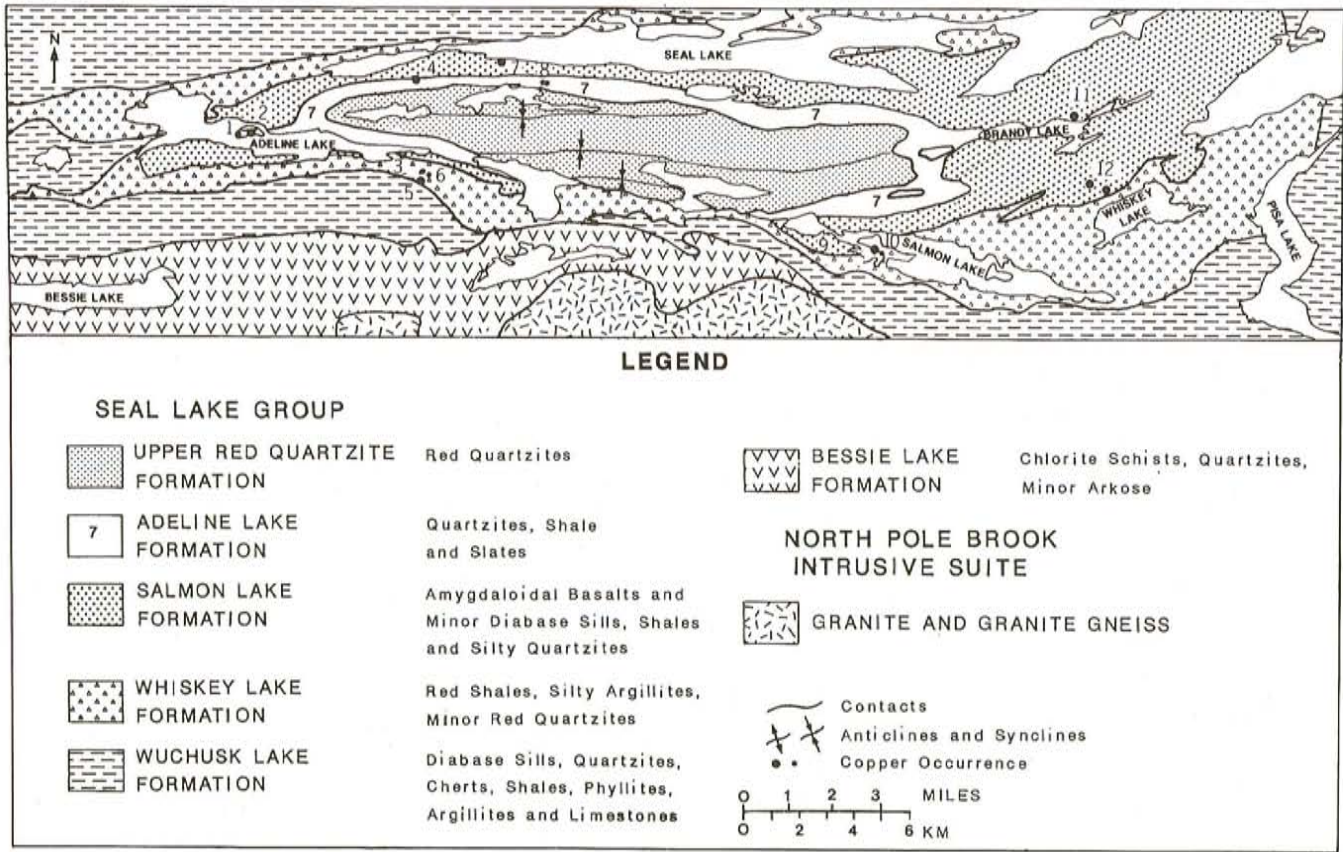 N
SEAL LAKE
4
8
7
7
11
2
1
7
7
7
BRANDY LAKE
ADELINE LAKE
3
6
5
12
WHISKEY LAKE
7
PISA LAKE
9
10
SALMON LAKE
BESSIE LAKE
LEGEND
SEAL LAKE GROUP
UPPER RED QUARTZITE
FORMATION
Red Quartzites
7
ADELINE LAKE
FORMATION
Quartzites, Shale
and Slates
SALMON LAKE
FORMATION
Amygdaloidal Basalts and
Minor Diabase Sills, Shales
and Silty Quartzites
WHISKEY LAKE
FORMATION
Red Shales, Silty Argillites,
Minor Red Quartzites
WUCHUSK LAKE
FORMATION
Diabase Sills, Quartzites,
Cherts, Shales, Phyllites,
Argillites and Limestones
BESSIE LAKE
FORMATION
Chlorite Schists, Quartzites,
Minor Arkose
NORTH POLE BROOK
INTRUSIVE SUITE
GRANITE AND GRANITE GNEISS
Contacts
Anticlines and Synclines
Copper Occurrence
0 1 2 3 MILES
0 2 4 6 KM